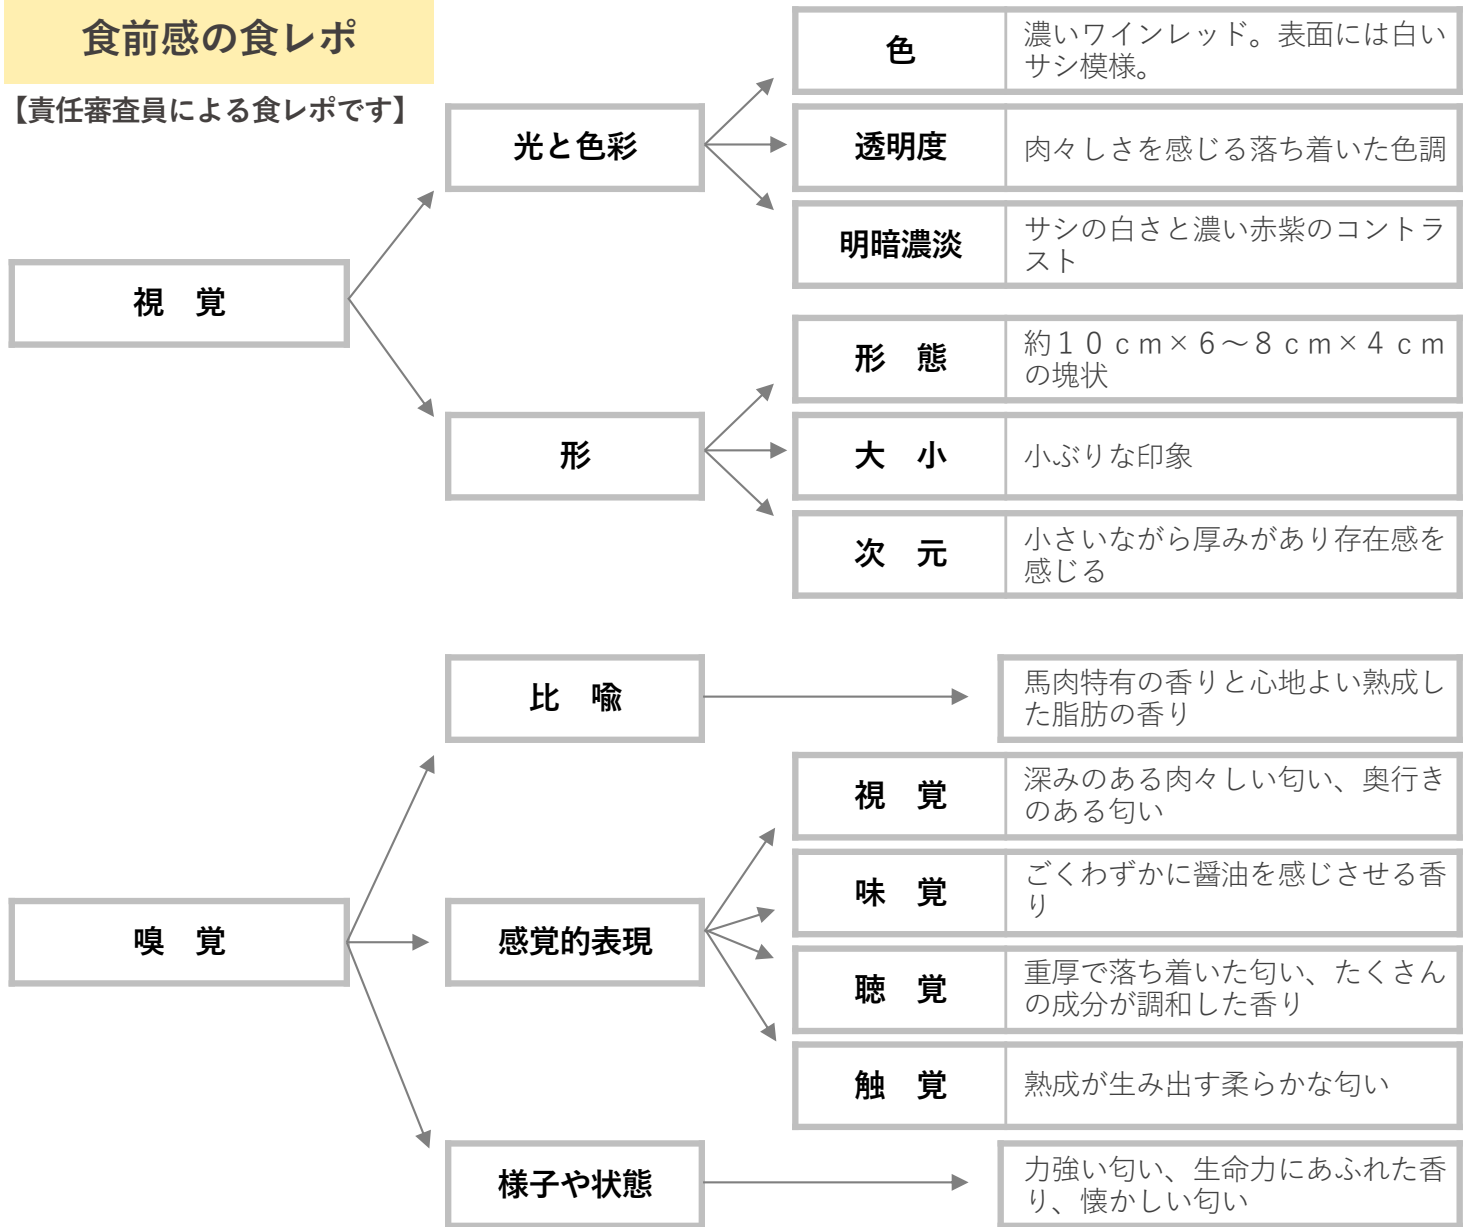 食前感の食レポ
【責任審査員による食レポです】
視　覚
光と色彩
色
濃いワインレッド。表面には白い
サシ模様。
透明度
肉々しさを感じる落ち着いた色調
明暗濃淡
サシの白さと濃い赤紫のコントラ
スト
形
形　態
約１０ｃｍ×６～８ｃｍ×４ｃｍ
の塊状
大　小
小ぶりな印象
次　元
小さいながら厚みがあり存在感を
感じる
嗅　覚
比　喩
馬肉特有の香りと心地よい熟成し
た脂肪の香り
感覚的表現
視　覚
深みのある肉々しい匂い、奥行き
のある匂い
味　覚
ごくわずかに醤油を感じさせる香
り
聴　覚
重厚で落ち着いた匂い、たくさん
の成分が調和した香り
触　覚
熟成が生み出す柔らかな匂い
様子や状態
力強い匂い、生命力にあふれた香
り、懐かしい匂い